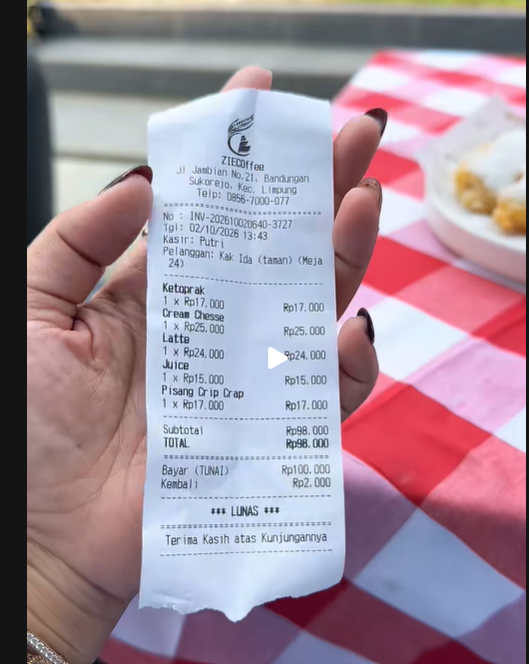 ZIECOffee
Jl Jambian No.21, Bandungan
Sukorejo, Kec. Limpung
Telp: 0856-7000-077
No : INV-202610020640-3727
Tgl: 02/10/2026 13:43
Kasir: Putri
Pelanggan: Kak Ida (taman) (Meja
24)
Ketoprak
1 x Rp17.000 Rp17.000
Cream Chesse
1 x Rp25.000 Rp25.000
Latte
1 x Rp24.000 Rp24.000
Juice
1 x Rp15.000 Rp15.000
Pisang Crip Crap
1 x Rp17.000 Rp17.000
Subtotal Rp98.000
TOTAL Rp98.000
Bayar (TUNAI) Rp100.000
Kembali Rp2.000
*** LUNAS ***
Terima Kasih atas Kunjungannya